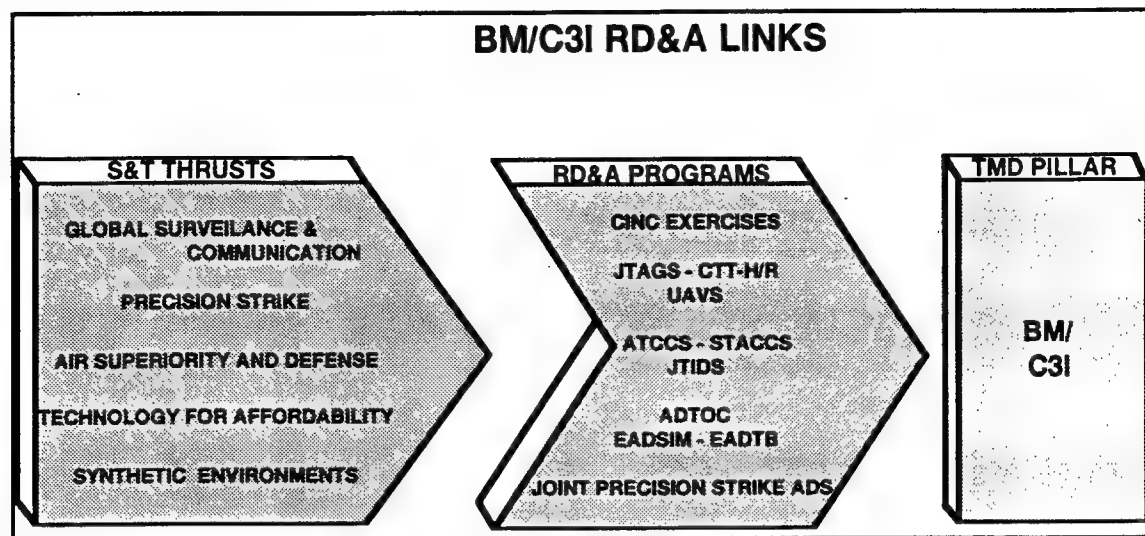 BM/C3I RD&A LINKS
S&T THRUSTS
GLOBAL SURVEILANCE &
COMMUNICATION
PRECISION STRIKE
AIR SUPERIORITY AND DEFENSE
TECHNOLOGY FOR AFFORDABILITY
SYNTHETIC ENVIRONMENTS
RD&A PROGRAMS
CINC EXERCISES
JTAGS - CTT-H/R
UAVS
ATCCS - STACCS
JTIDS
ADTOC
EADSIM - EADTB
JOINT PRECISION STRIKE ADS
TMD PILLAR
BM/
C3I